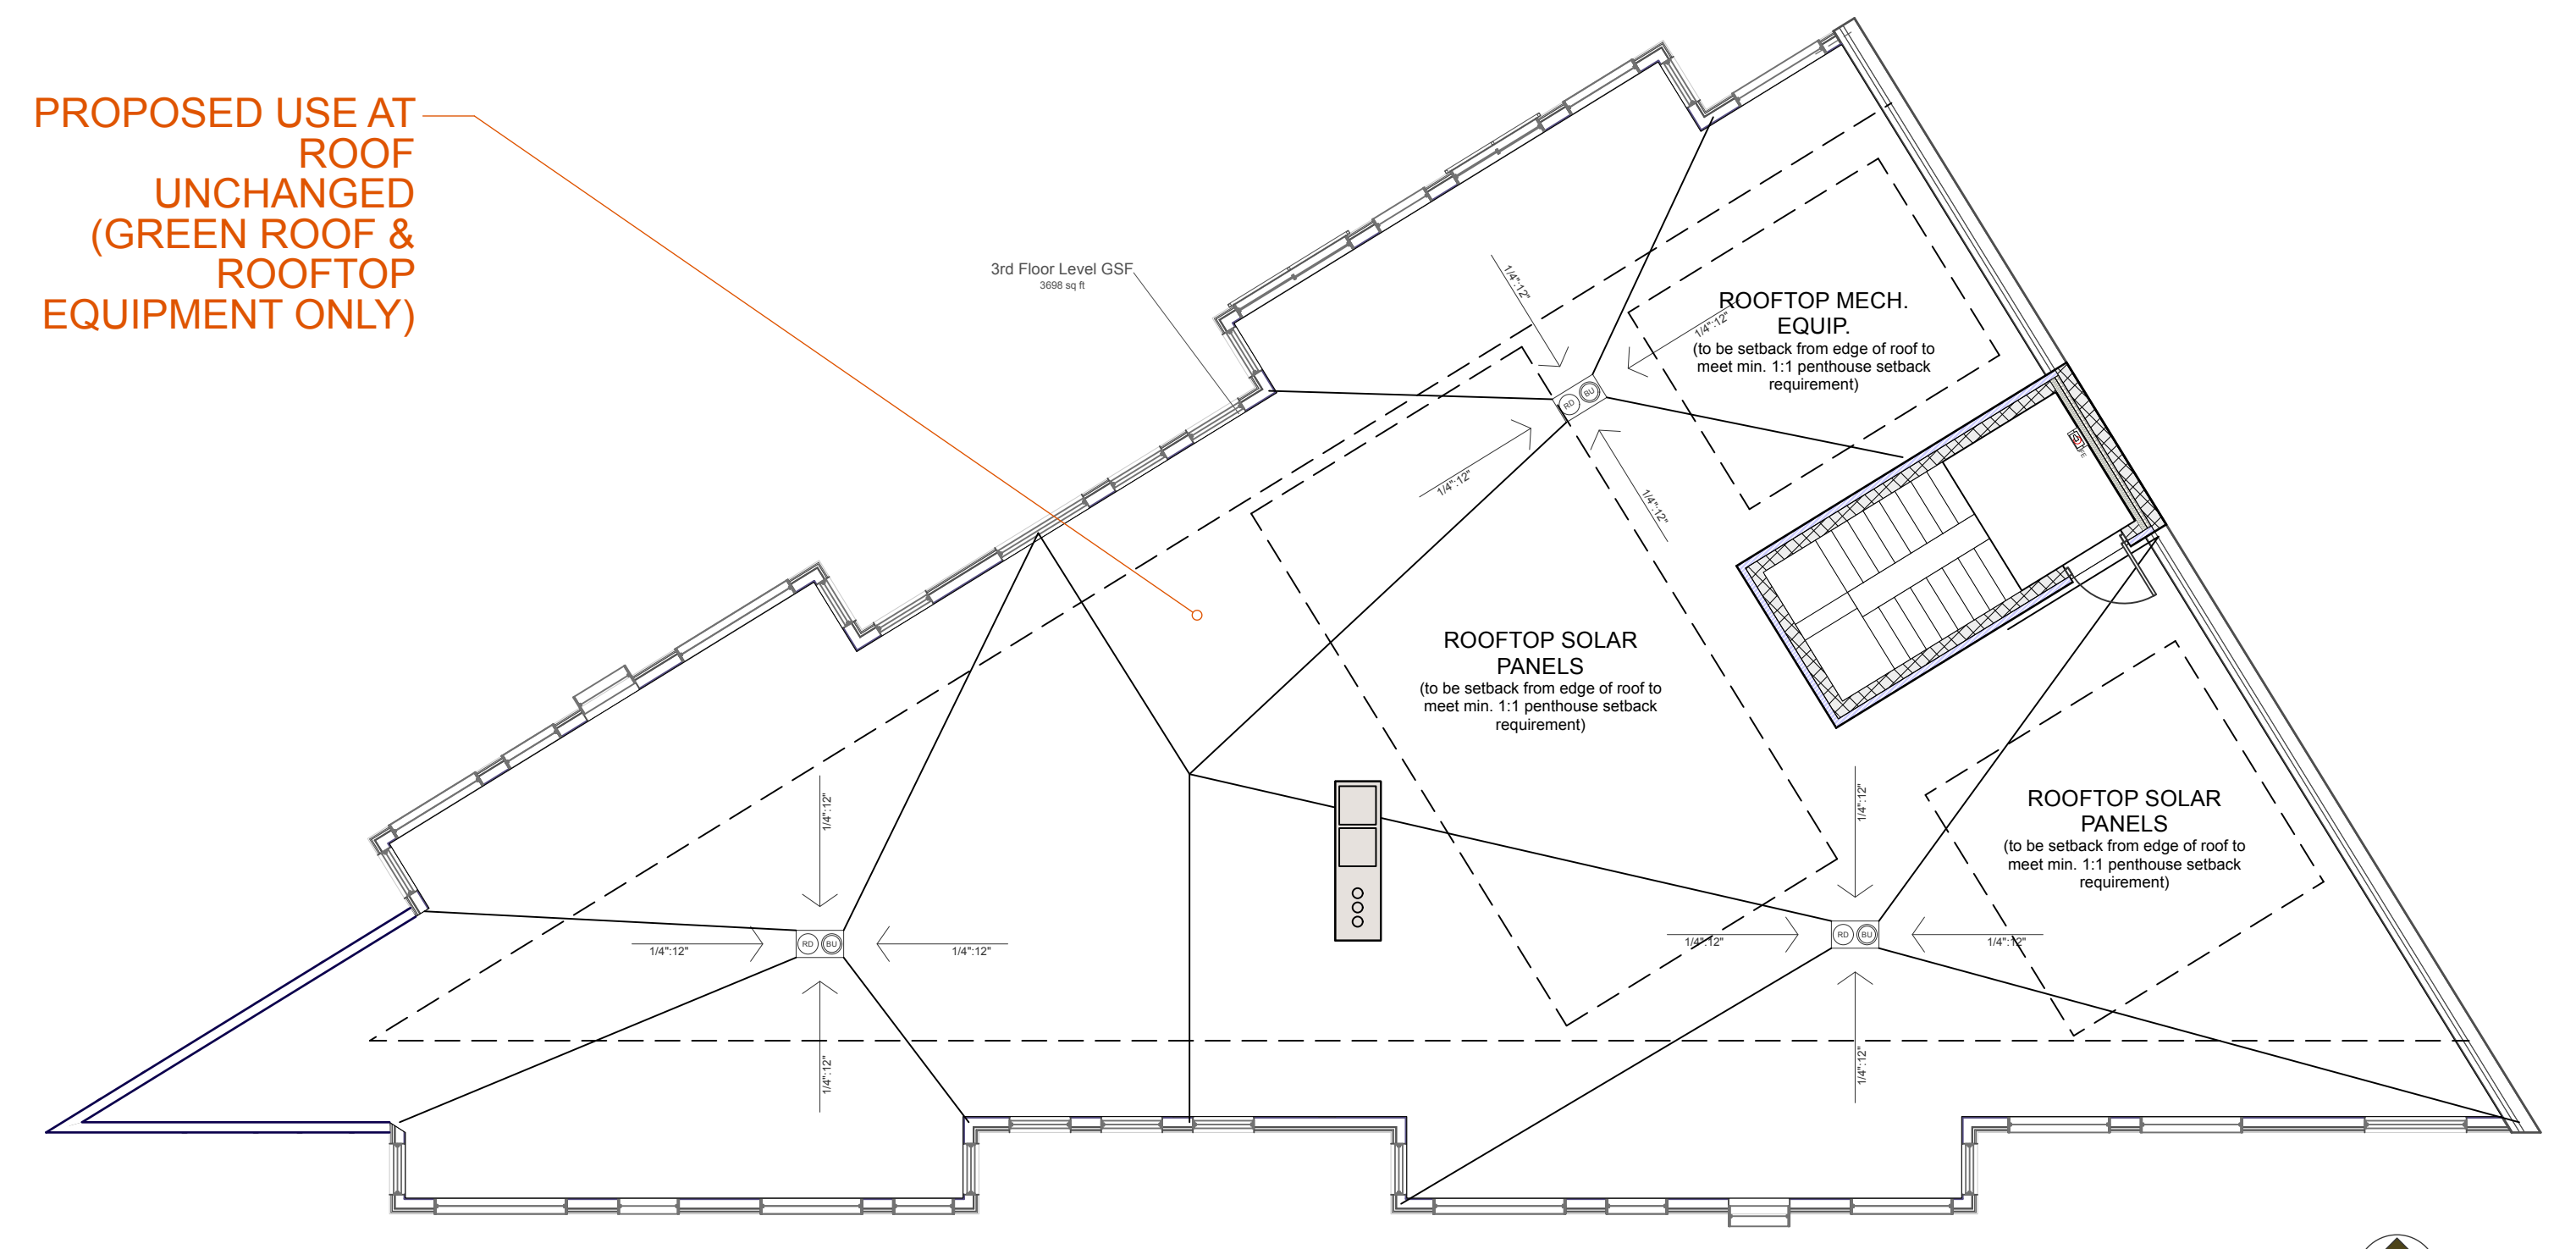 PROPOSED USE AT
ROOF
UNCHANGED
(GREEN ROOF &
ROOFTOP
EQUIPMENT ONLY)
3rd Floor Level GSF
3698 sq ft
1/4":12"
ROOFTOP MECH.
EQUIP.
(to be setback from edge of roof to
meet min. 1:1 penthouse setback
requirement)
1/4":12"
RD
BU
1/4":12"
1/4":12"
ROOFTOP SOLAR
PANELS
(to be setback from edge of roof to
meet min. 1:1 penthouse setback
requirement)
ROOFTOP SOLAR
PANELS
(to be setback from edge of roof to
meet min. 1:1 penthouse setback
requirement)
1/4":12"
1/4":12"
RD
BU
1/4":12"
1/4":12"
1/4":12"
1/4":12"
RD
BU
1/4":12"
1/4":12"